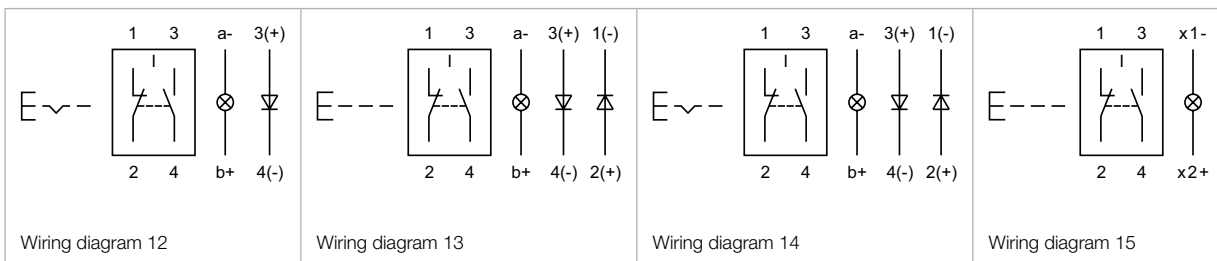 1 3 a- 3(+)
2 4 b+ 4(-)
Wiring diagram 12
1 3 a- 3(+) 1(-)
2 4 b+ 4(-) 2(+)
Wiring diagram 13
1 3 a- 3(+) 1(-)
2 4 b+ 4(-) 2(+)
Wiring diagram 14
1 3 x1-
2 4 x2+
Wiring diagram 15